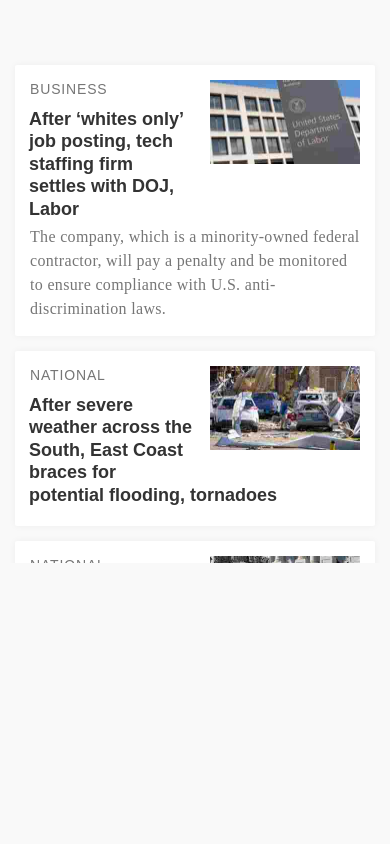 BUSINESS
After ‘whites only’
job posting, tech
staffing firm
settles with DOJ,
Labor
United States
Department
of Labor
The company, which is a minority-owned federal
contractor, will pay a penalty and be monitored
to ensure compliance with U.S. anti-
discrimination laws.
NATIONAL
After severe
weather across the
South, East Coast
braces for
potential flooding, tornadoes
NATIONAL